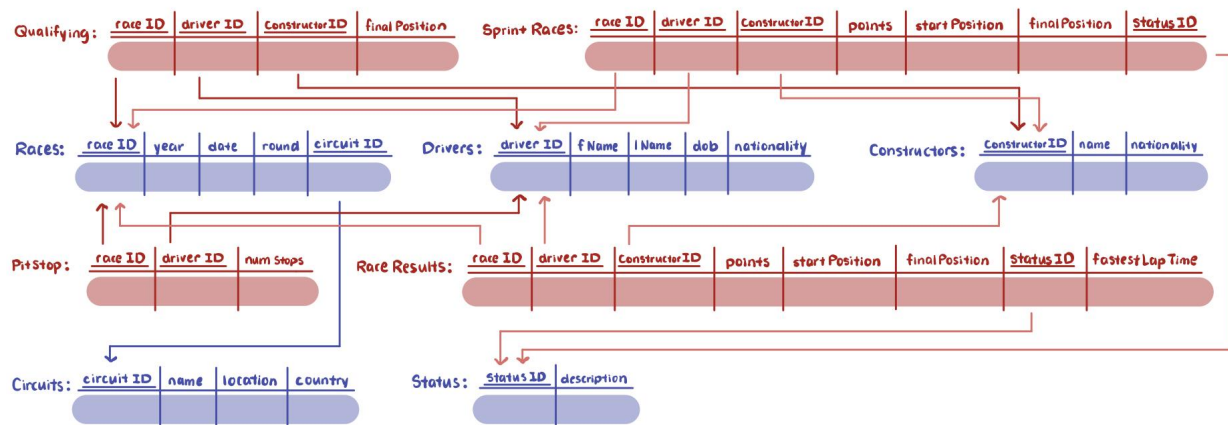 Qualifying: race ID driver ID ConstructorID final Position
Sprint Races: race ID driver ID ConstructorID points start Position final Position status ID
Races: race ID year date round circuit ID
Drivers: driver ID fName lName dob nationality
Constructors: ConstructorID name nationality
PitStop: race ID driver ID num Stops
Race Results: race ID driver ID ConstructorID points start Position final Position status ID fastest Lap Time
Circuits: circuit ID name location country
Status: status ID description